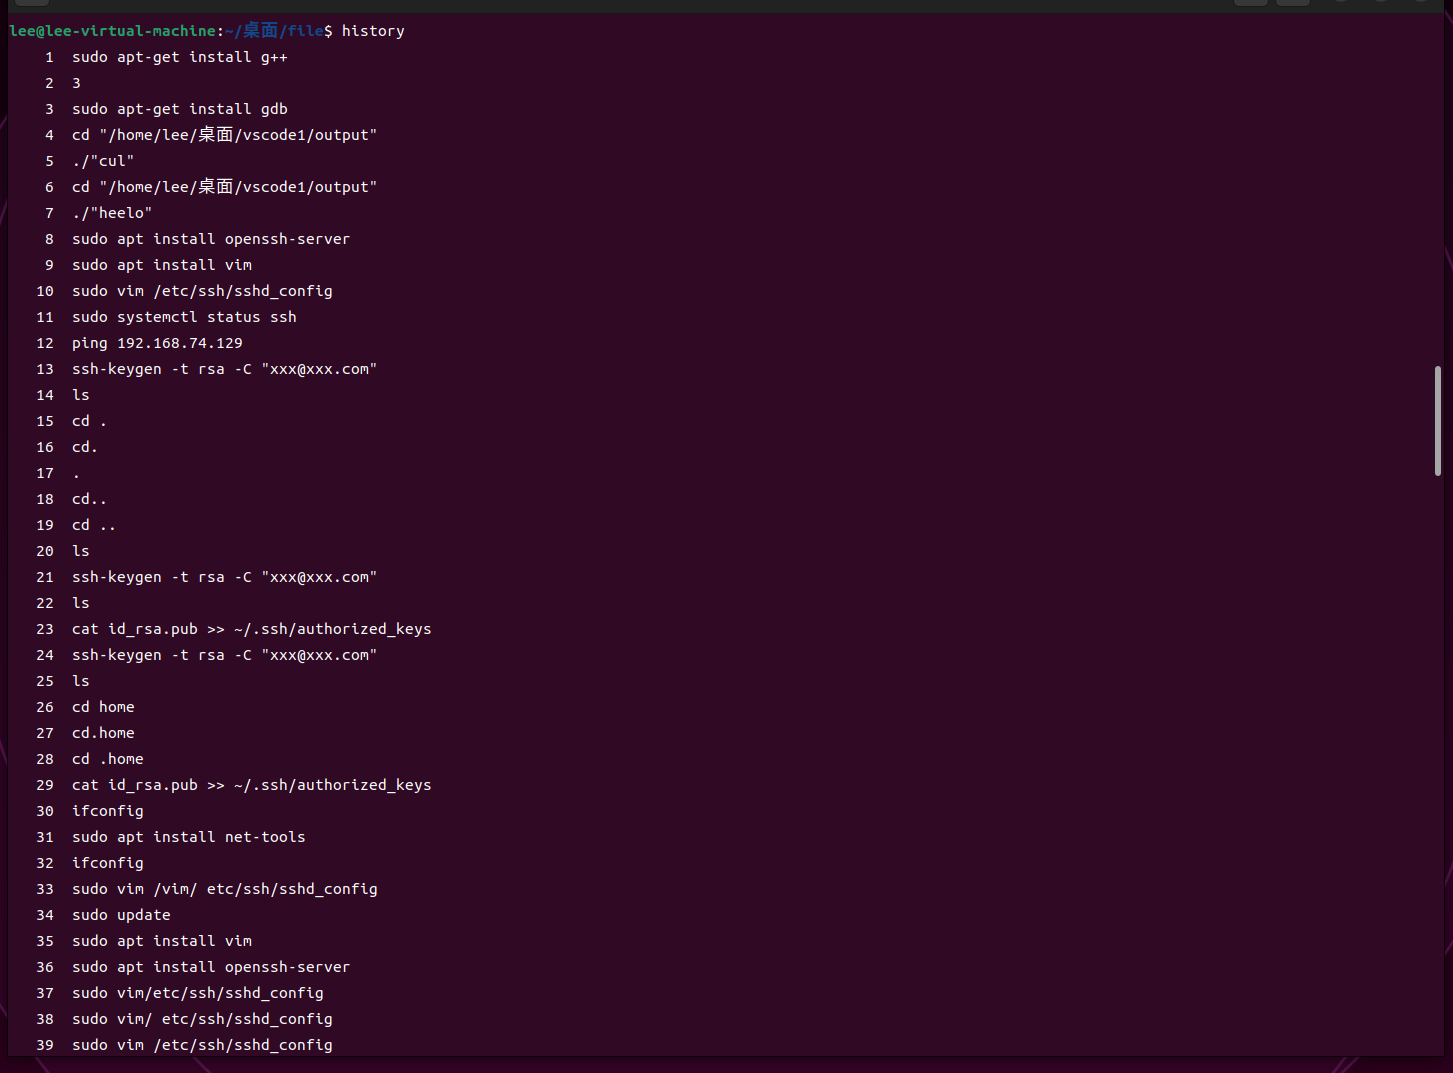 lee@lee-virtual-machine:~/桌面/file$ history
1 sudo apt-get install g++
2 3
3 sudo apt-get install gdb
4 cd "/home/lee/桌面/vscode1/output"
5 ./"cul"
6 cd "/home/lee/桌面/vscode1/output"
7 ./"heelo"
8 sudo apt install openssh-server
9 sudo apt install vim
10 sudo vim /etc/ssh/sshd_config
11 sudo systemctl status ssh
12 ping 192.168.74.129
13 ssh-keygen -t rsa -C "xxx@xxx.com"
14 ls
15 cd .
16 cd.
17 .
18 cd..
19 cd ..
20 ls
21 ssh-keygen -t rsa -C "xxx@xxx.com"
22 ls
23 cat id_rsa.pub >> ~/.ssh/authorized_keys
24 ssh-keygen -t rsa -C "xxx@xxx.com"
25 ls
26 cd home
27 cd.home
28 cd .home
29 cat id_rsa.pub >> ~/.ssh/authorized_keys
30 ifconfig
31 sudo apt install net-tools
32 ifconfig
33 sudo vim /vim/ etc/ssh/sshd_config
34 sudo update
35 sudo apt install vim
36 sudo apt install openssh-server
37 sudo vim/etc/ssh/sshd_config
38 sudo vim/ etc/ssh/sshd_config
39 sudo vim /etc/ssh/sshd_config